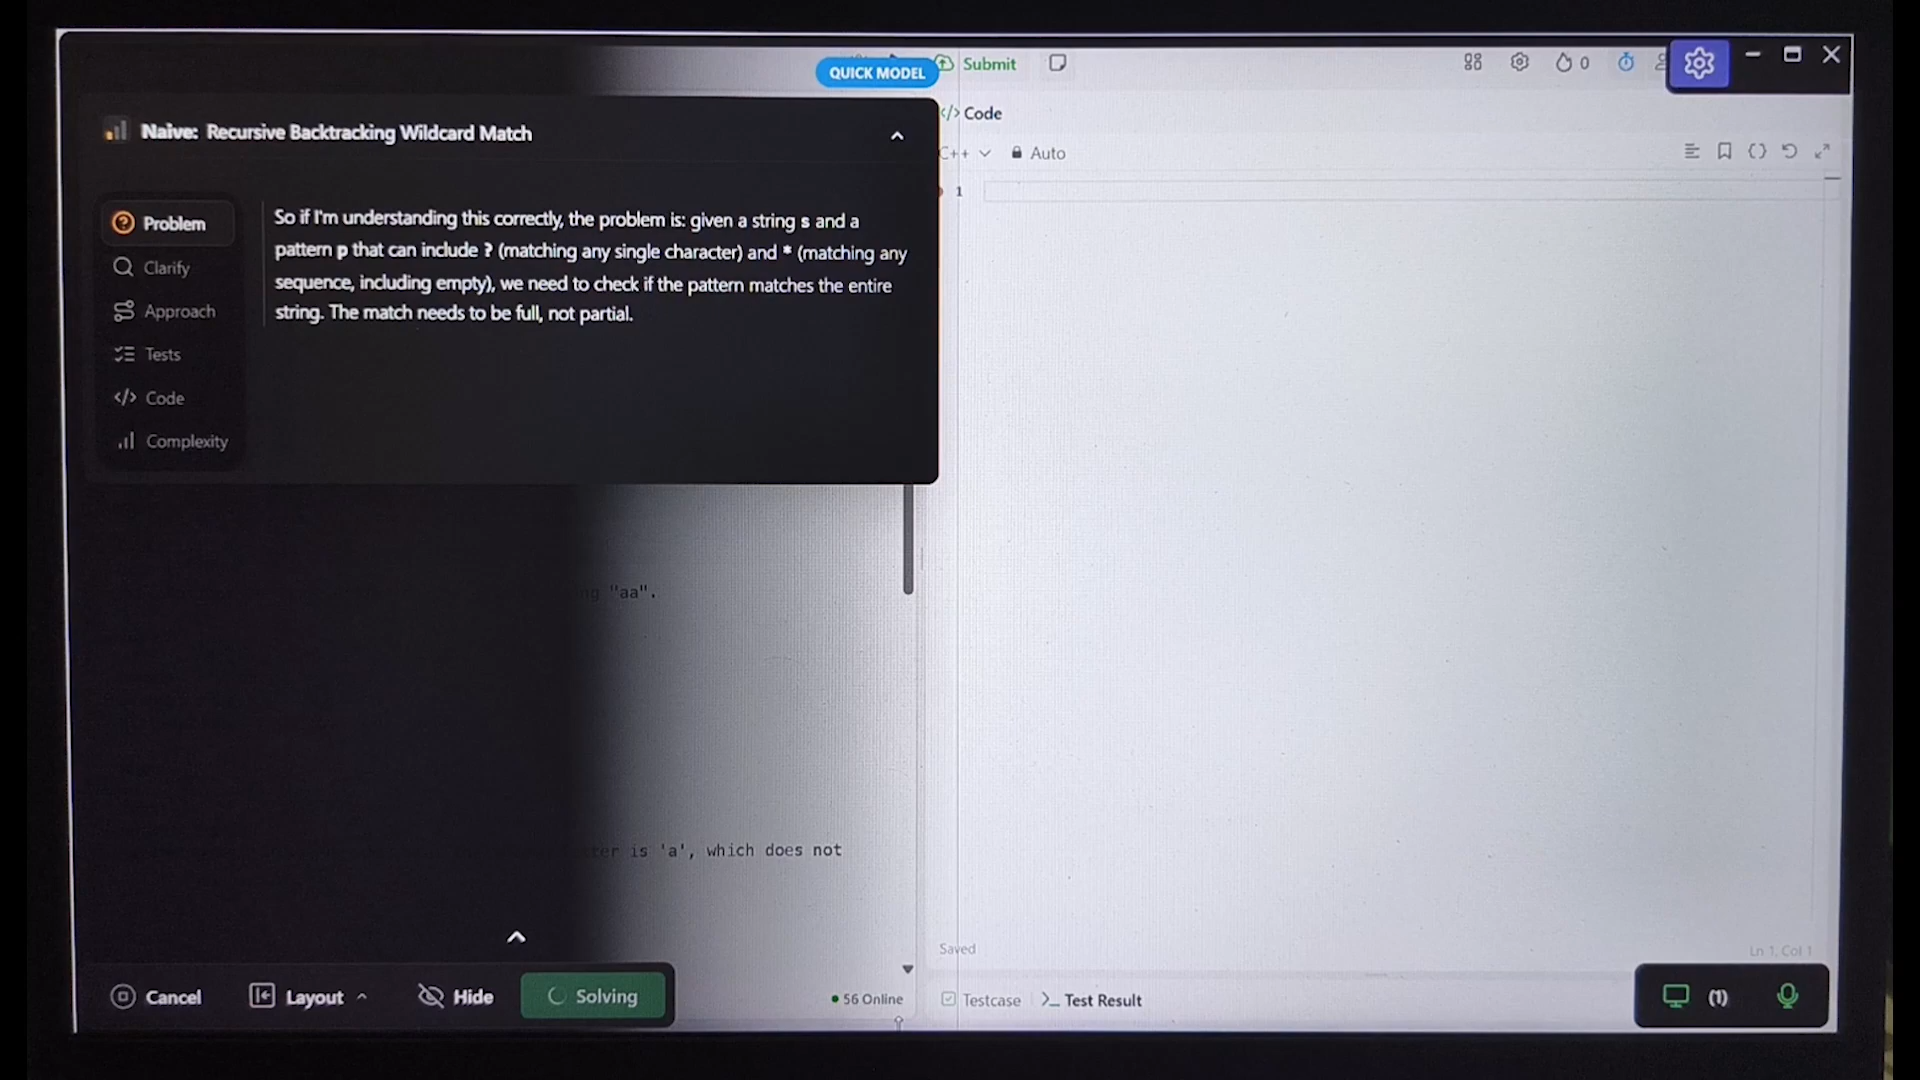 QUICK MODEL
Submit
0
Naive: Recursive Backtracking Wildcard Match
</> Code
C++
Auto
1
Problem
Clarify
Approach
Tests
</> Code
Complexity
So if I'm understanding this correctly, the problem is: given a string s and a
pattern p that can include ? (matching any single character) and * (matching any
sequence, including empty), we need to check if the pattern matches the entire
string. The match needs to be full, not partial.
"aa".
is 'a', which does not
Saved
Ln 1, Col 1
Cancel
Layout
Hide
Solving
56 Online
Testcase
>_ Test Result
(1)